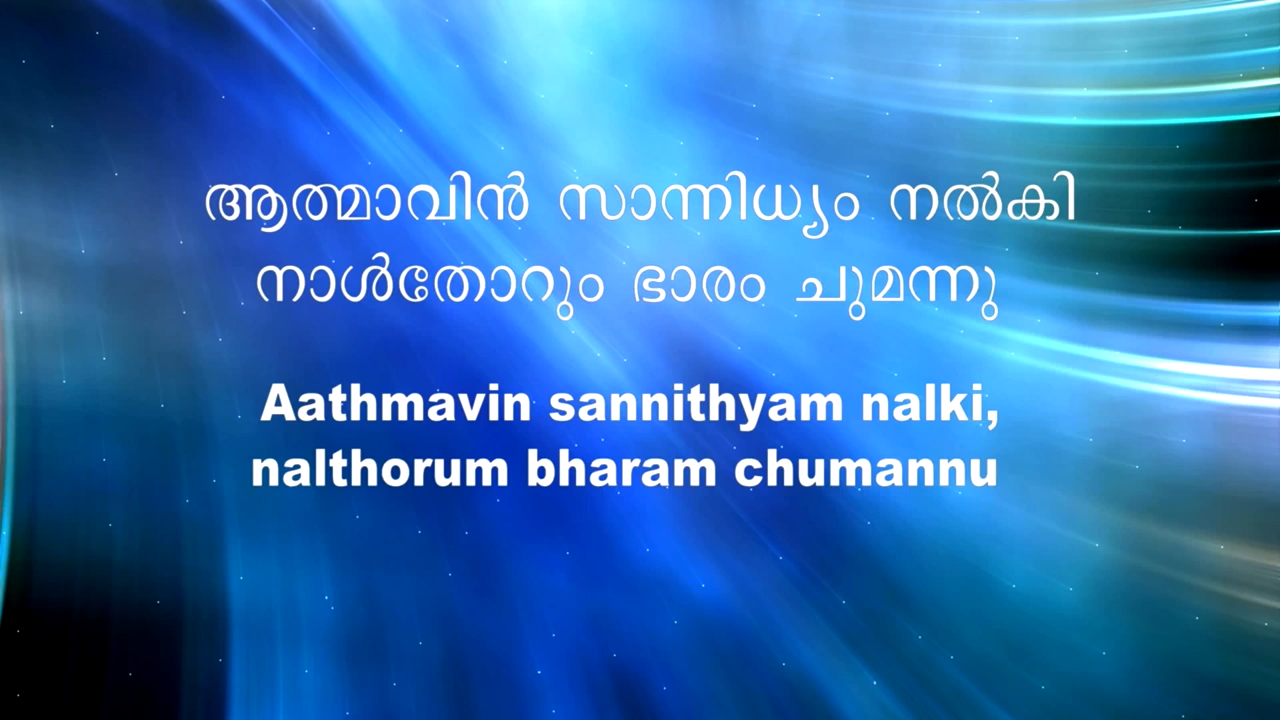 ആത്മാവിൻ സാന്നിധ്യം നൽകി
നാൾതോറും ഭാരം ചുമന്നു
Aathmavin sannithyam nalki,
nalthorum bharam chumannu